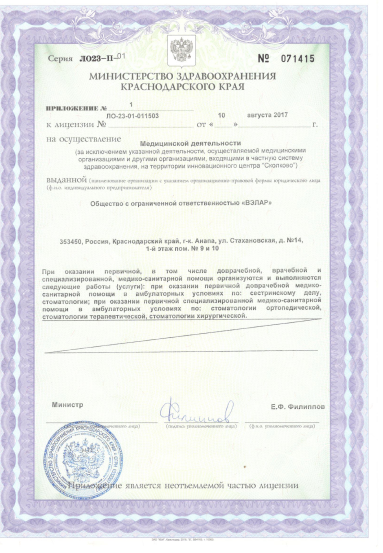 Серия ЛО23-П-01
№ 071415
МИНИСТЕРСТВО ЗДРАВООХРАНЕНИЯ
КРАСНОДАРСКОГО КРАЯ
ПРИЛОЖЕНИЕ № 1
к лицензии № ЛО-23-01-011503 от « 10 » августа 2017 г.
на осуществление Медицинской деятельности
(за исключением указанной деятельности, осуществляемой медицинскими
организациями и другими организациями, входящими в частную систему
здравоохранения, на территории инновационного центра "Сколково")
выданной (наименование организации с указанием организационно-правовой формы юридического лица
(ф.и.о. индивидуального предпринимателя)
Общество с ограниченной ответственностью «ВЭЛАР»
353450, Россия, Краснодарский край, г-к. Анапа, ул. Стахановская, д. №14,
1-й этаж пом. № 9 и 10
При оказании первичной, в том числе доврачебной, врачебной и
специализированной, медико-санитарной помощи организуются и выполняются
следующие работы (услуги): при оказании первичной доврачебной медико-
санитарной помощи в амбулаторных условиях по: сестринскому делу,
стоматологии; при оказании первичной специализированной медико-санитарной
помощи в амбулаторных условиях по: стоматологии ортопедической,
стоматологии терапевтической, стоматологии хирургической.
Министр
Е.Ф. Филиппов
(подпись уполномоченного лица)
(ф.и.о. уполномоченного лица)
Приложение является неотъемлемой частью лицензии